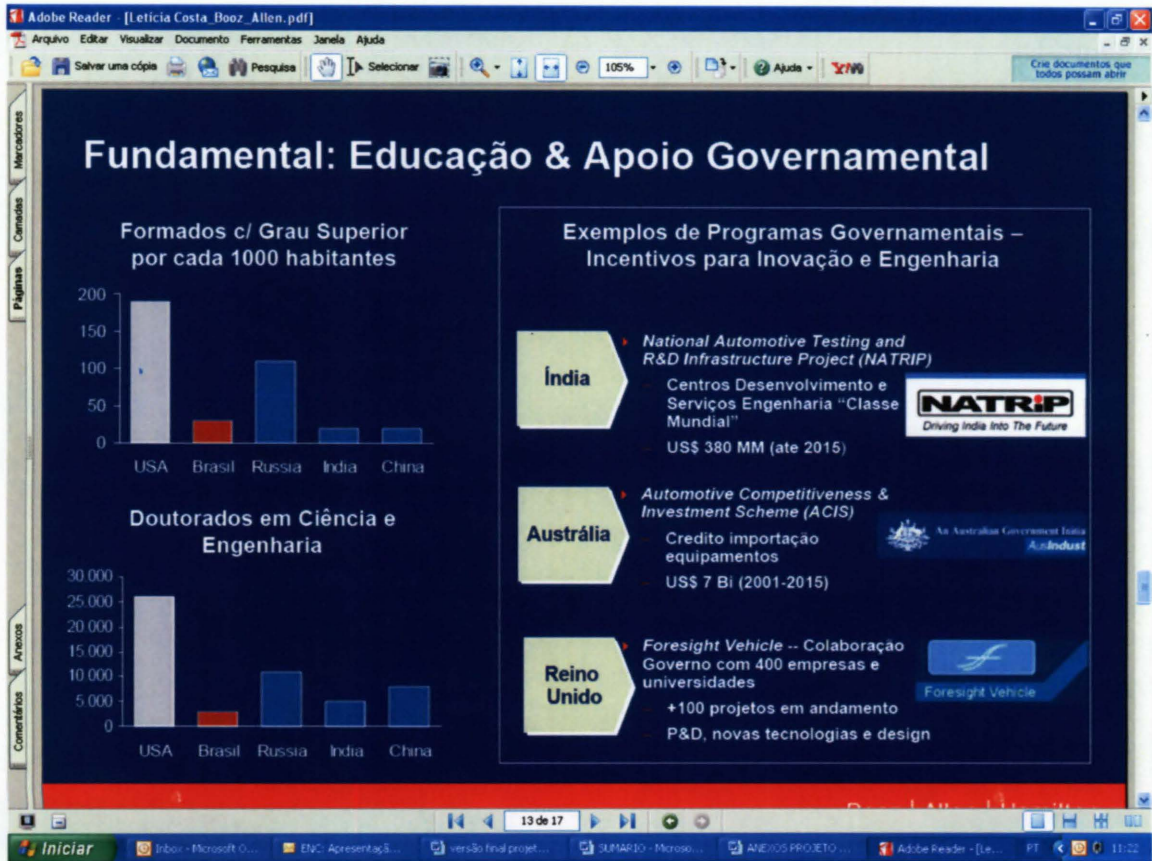 Adobe Reader - [Letícia Costa_Booz_Allen.pdf]
Arquivo Editar Visualizar Documento Ferramentas Janela Ajuda
Salvar uma cópia Pesquisa Selecionar 105% Ajuda
Crie documentos que
todos possam abrir
Marcadores
Camadas
Páginas
Anexos
Comentários
Fundamental: Educação & Apoio Governamental
Formados c/ Grau Superior
por cada 1000 habitantes
200
150
100
50
0
USA Brasil Russia India China
Doutorados em Ciência e
Engenharia
30.000
25.000
20.000
15.000
10.000
5.000
0
USA Brasil Russia India China
Exemplos de Programas Governamentais –
Incentivos para Inovação e Engenharia
Índia
National Automotive Testing and
R&D Infrastructure Project (NATRIP)
Centros Desenvolvimento e
Serviços Engenharia “Classe
Mundial”
US$ 380 MM (ate 2015)
NATRiP
Driving India Into The Future
Austrália
Automotive Competitiveness &
Investment Scheme (ACIS)
Credito importação
equipamentos
US$ 7 Bi (2001-2015)
An Australian Government Initia
AusIndust
Reino
Unido
Foresight Vehicle -- Colaboração
Governo com 400 empresas e
universidades
+100 projetos em andamento
P&D, novas tecnologias e design
Foresight Vehicle
Booz | Allen | Hamilton
13 de 17
Iniciar
Inbox - Microsoft O...
ENC: Apresentaçã...
versão final projet...
SUMARIO - Microso...
ANEXOS PROJETO ...
Adobe Reader - [Le...
PT
11:22